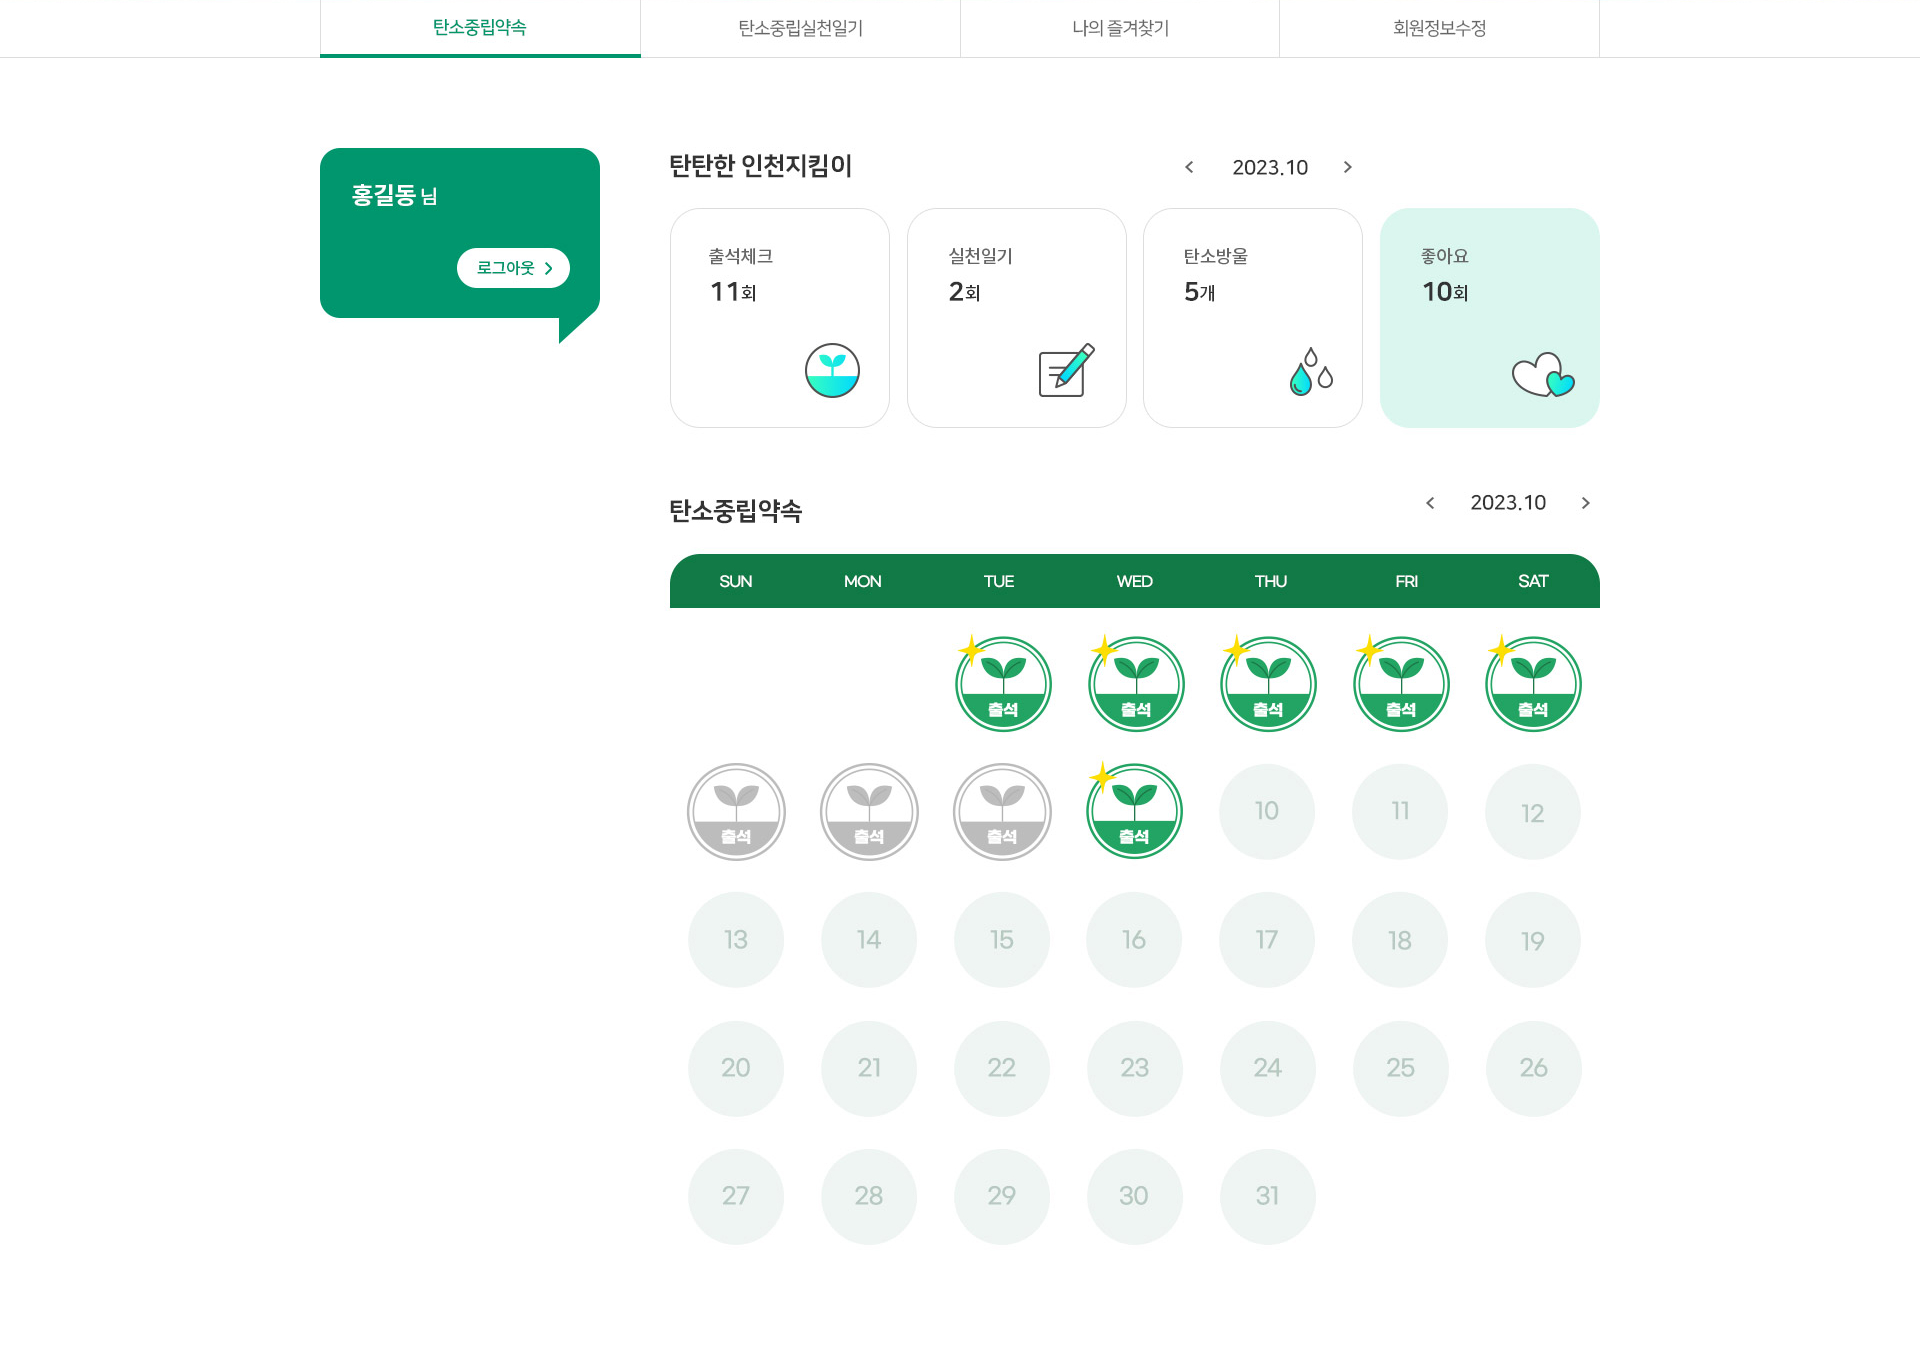 탄소중립약속
탄소중립실천일기
나의 즐겨찾기
회원정보수정
홍길동 님
로그아웃
탄탄한 인천지킴이
2023.10
출석체크
11회
실천일기
2회
탄소방울
5개
좋아요
10회
탄소중립약속
2023.10
SUN MON TUE WED THU FRI SAT
출석 출석 출석 출석 출석
출석 출석 출석 출석 10 11 12
13 14 15 16 17 18 19
20 21 22 23 24 25 26
27 28 29 30 31